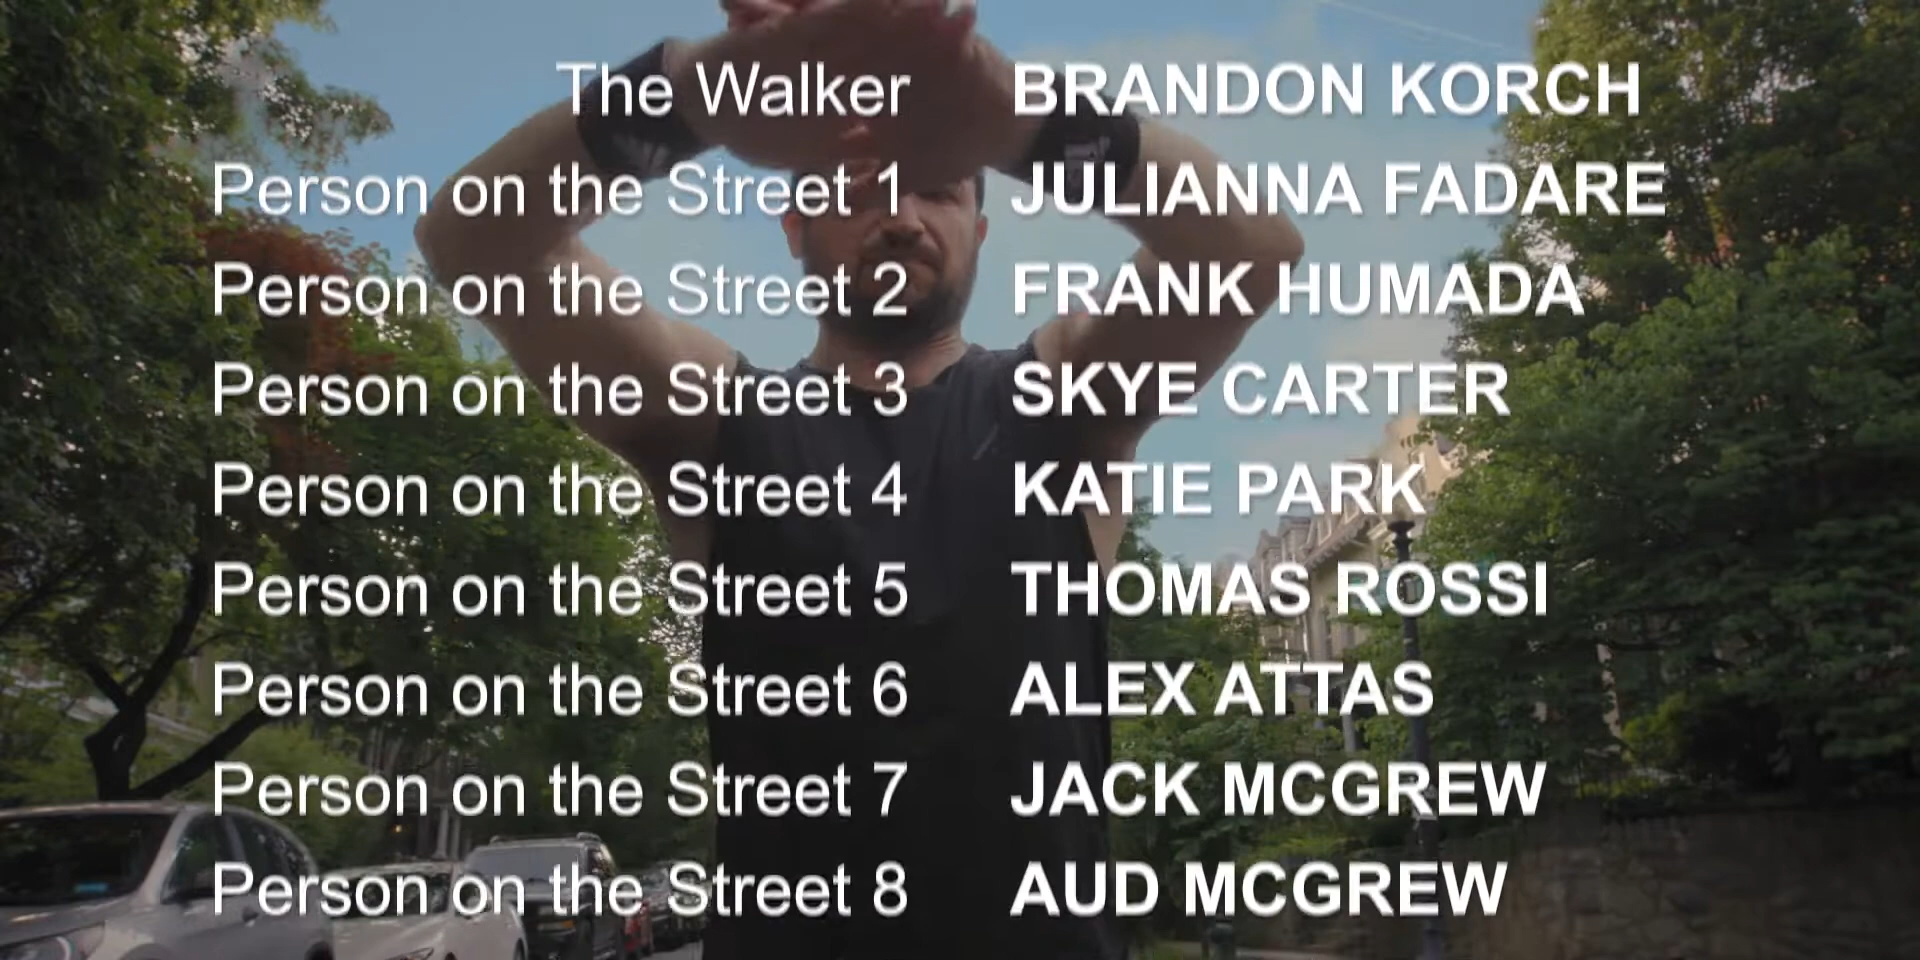 The Walker BRANDON KORCH
Person on the Street 1 JULIANNA FADARE
Person on the Street 2 FRANK HUMADA
Person on the Street 3 SKYE CARTER
Person on the Street 4 KATIE PARK
Person on the Street 5 THOMAS ROSSI
Person on the Street 6 ALEX ATTAS
Person on the Street 7 JACK MCGREW
Person on the Street 8 AUD MCGREW